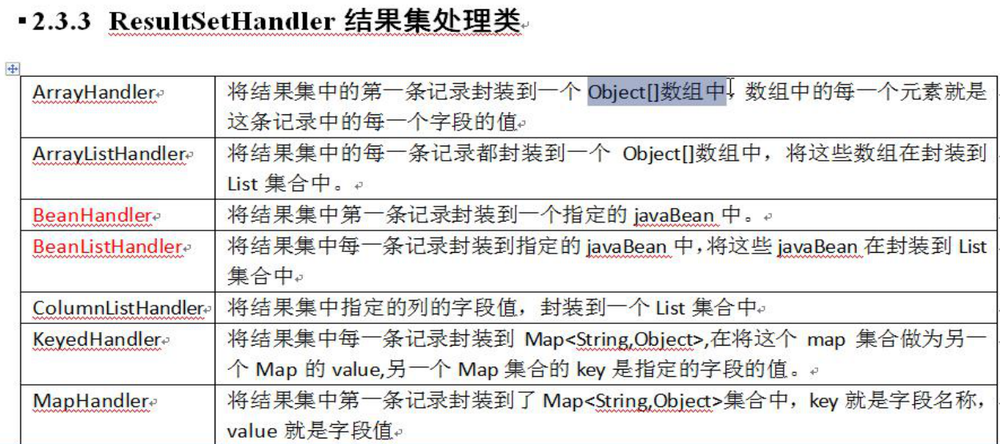 2.3.3 ResultSetHandler 结果集处理类
ArrayHandler
将结果集中的第一条记录封装到一个 Object[]数组中，数组中的每一个元素就是
这条记录中的每一个字段的值
ArrayListHandler
将结果集中的每一条记录都封装到一个 Object[]数组中，将这些数组在封装到
List 集合中。
BeanHandler
将结果集中第一条记录封装到一个指定的 javaBean 中。
BeanListHandler
将结果集中每一条记录封装到指定的 javaBean 中，将这些 javaBean 在封装到 List
集合中
ColumnListHandler
将结果集中指定的列的字段值，封装到一个 List 集合中
KeyedHandler
将结果集中每一条记录封装到 Map<String,Object>,在将这个 map 集合做为另一
个 Map 的 value,另一个 Map 集合的 key 是指定的字段的值。
MapHandler
将结果集中第一条记录封装到了 Map<String,Object>集合中，key 就是字段名称，
value 就是字段值